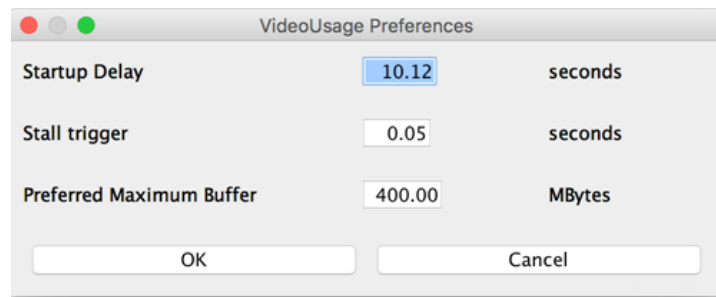 VideoUsage Preferences
Startup Delay 10.12 seconds
Stall trigger 0.05 seconds
Preferred Maximum Buffer 400.00 MBytes
OK Cancel